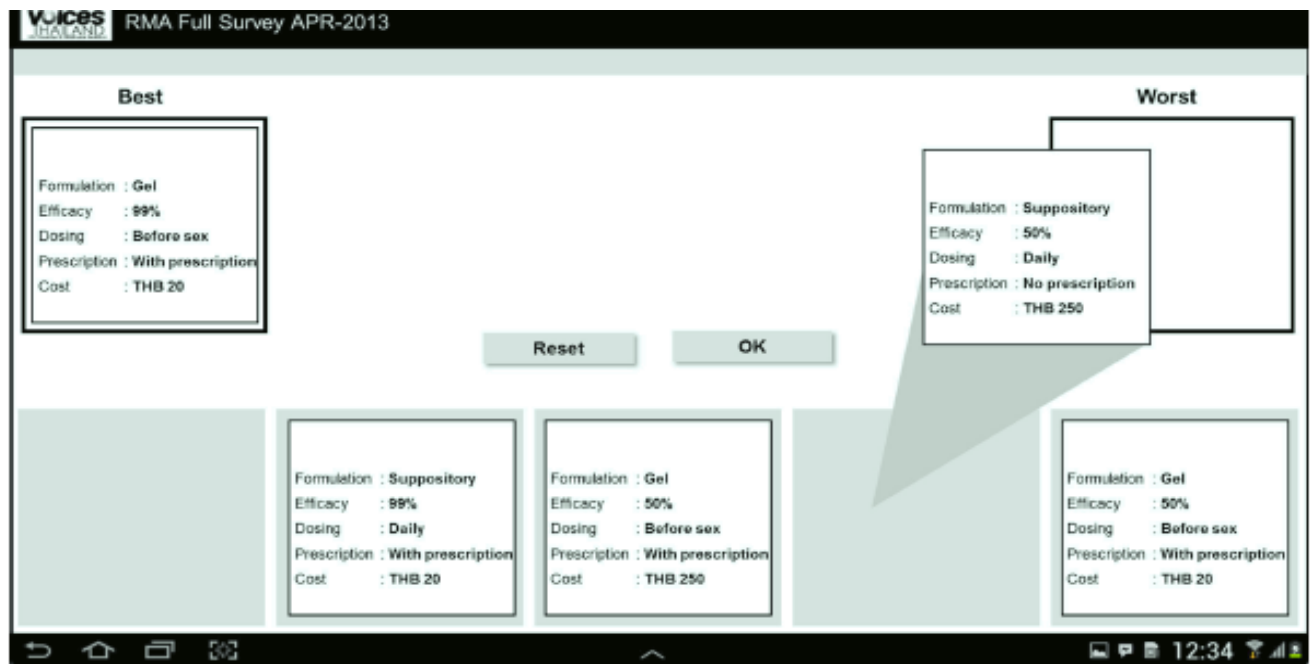 Voices
THAILAND
RMA Full Survey APR-2013
Best
Worst
Formulation : Gel
Efficacy : 99%
Dosing : Before sex
Prescription : With prescription
Cost : THB 20
Formulation : Suppository
Efficacy : 50%
Dosing : Daily
Prescription : No prescription
Cost : THB 250
Reset
OK
Formulation : Suppository
Efficacy : 99%
Dosing : Daily
Prescription : With prescription
Cost : THB 20
Formulation : Gel
Efficacy : 50%
Dosing : Before sex
Prescription : With prescription
Cost : THB 250
Formulation : Gel
Efficacy : 50%
Dosing : Before sex
Prescription : With prescription
Cost : THB 20
12:34